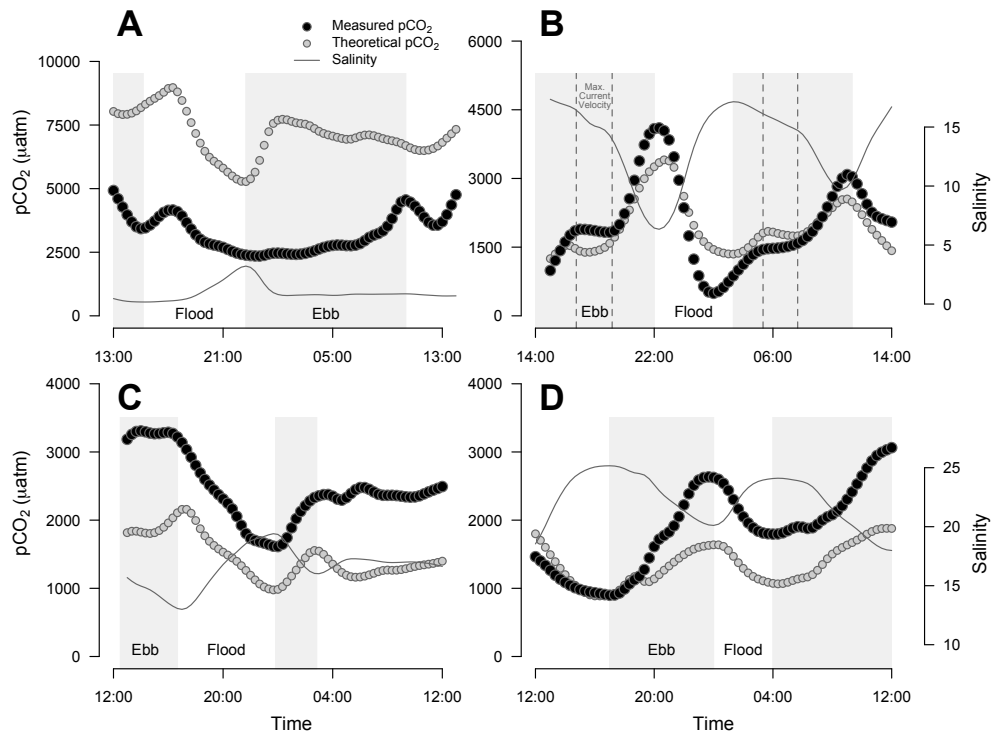 A
Measured pCO₂
Theoretical pCO₂
Salinity
pCO₂ (µatm)
10000
7500
5000
2500
0
Flood
Ebb
13:00
21:00
05:00
13:00
B
6000
4500
3000
1500
0
Max.
Current
Velocity
Ebb
Flood
14:00
22:00
06:00
14:00
15
10
5
0
Salinity
C
pCO₂ (µatm)
4000
3000
2000
1000
0
Ebb
Flood
12:00
20:00
04:00
12:00
Time
D
4000
3000
2000
1000
0
Ebb
Flood
12:00
20:00
04:00
12:00
Time
25
20
15
10
Salinity